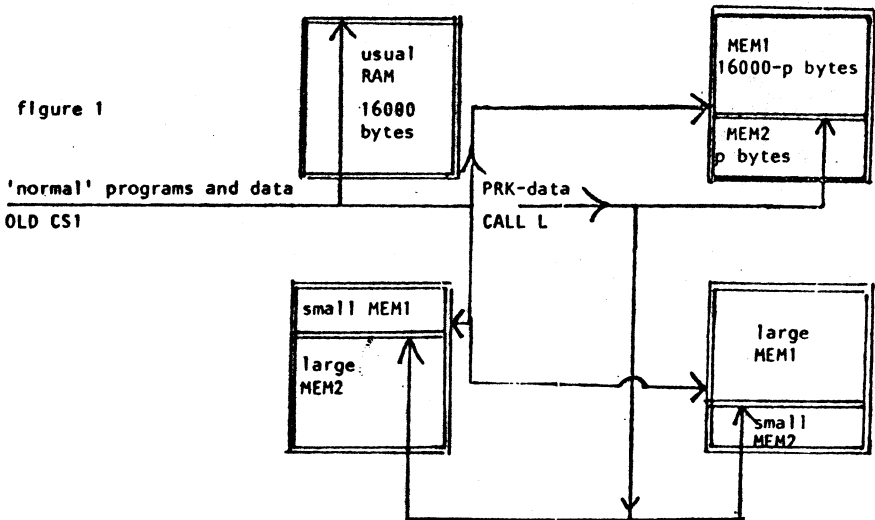 figure 1
usual
RAM
16000
bytes
MEM1
16000-p bytes
MEM2
p bytes
'normal' programs and data
OLD CS1
PRK-data
CALL L
small MEM1
large
MEM2
large
MEM1
small
MEM2